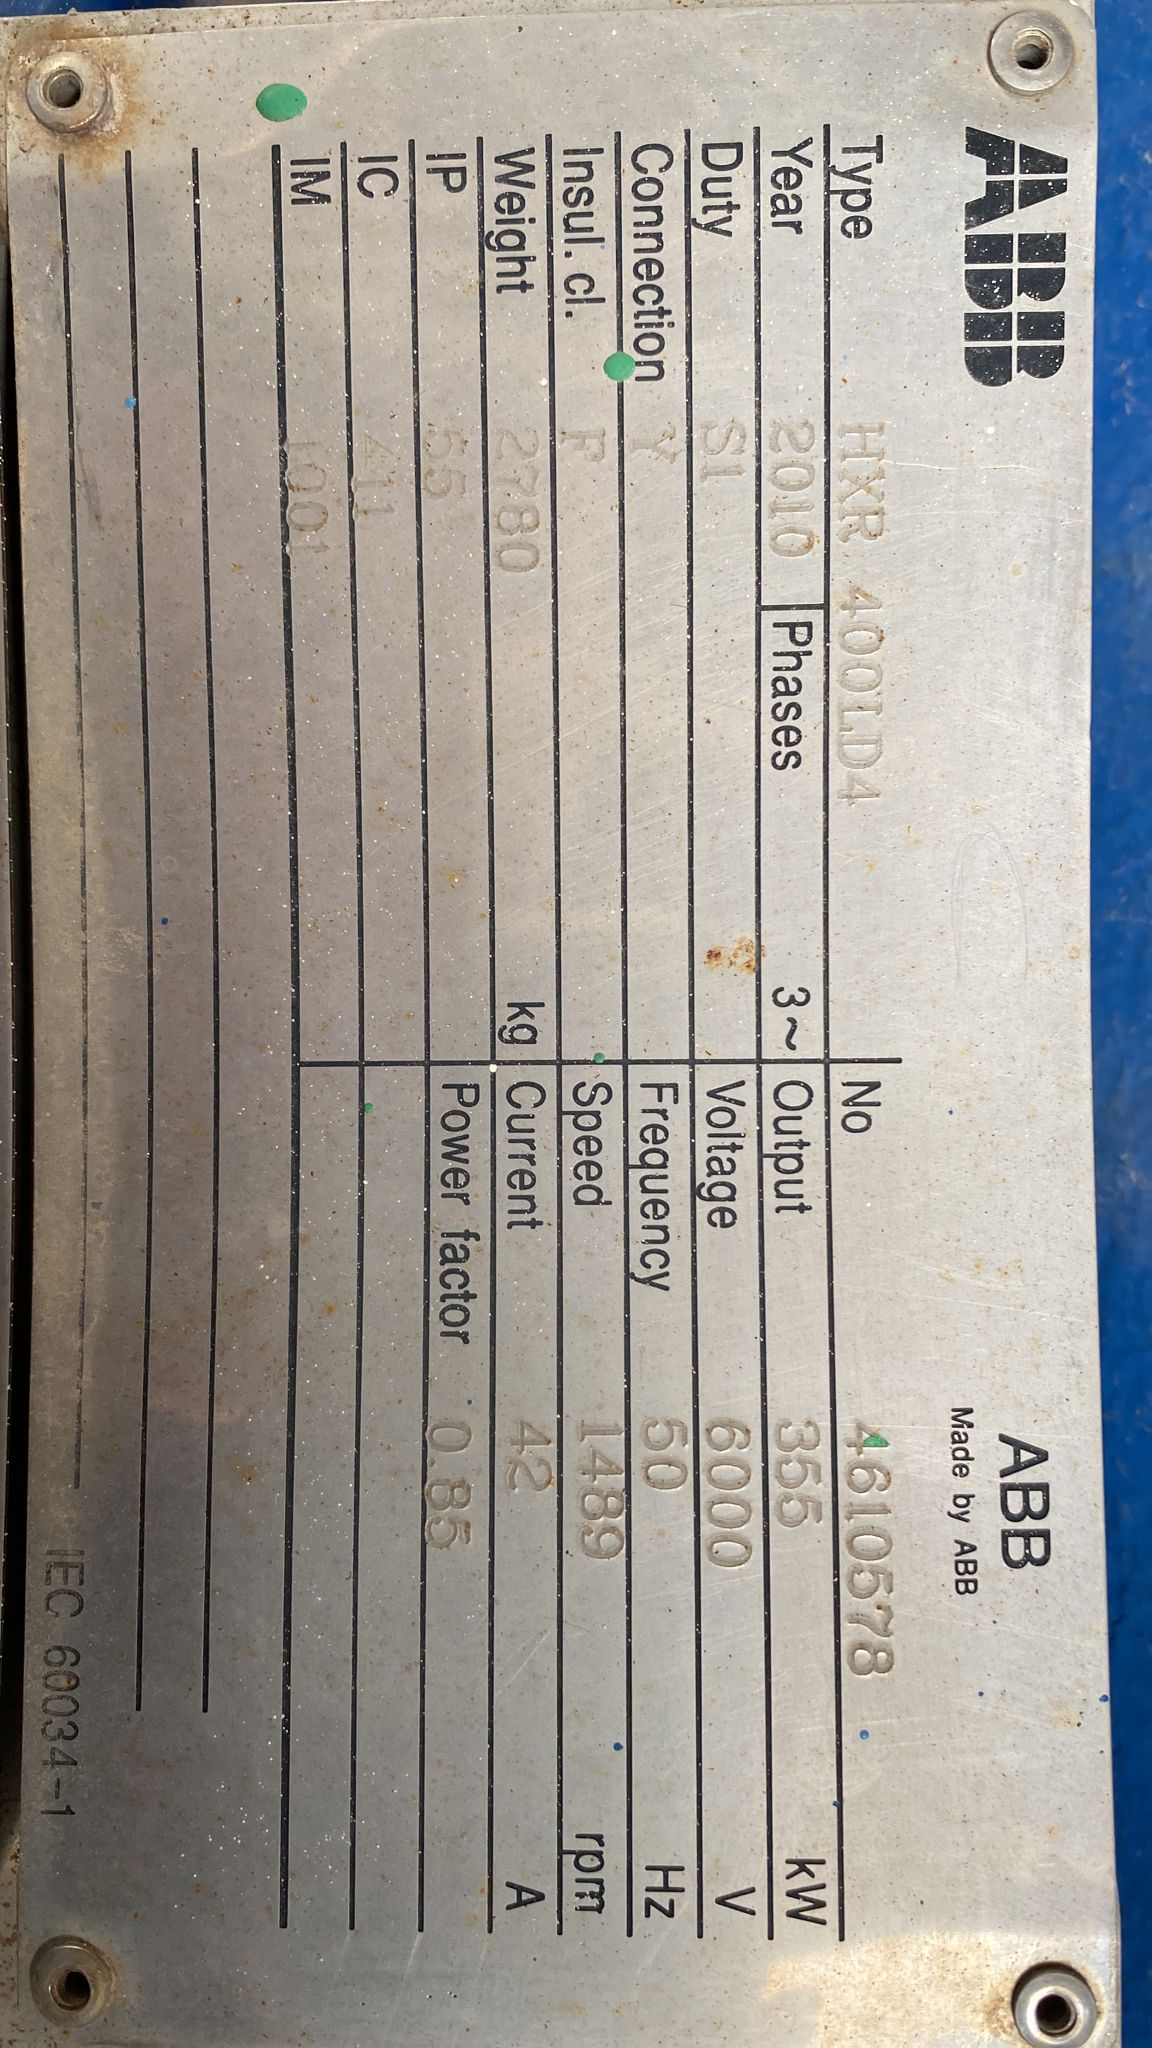 ABB
ABB
Made by ABB
Type HXR 400LD4 No 4610578
Year 2010 Phases 3~ Output 355 kW
Duty S1 Voltage 6000 V
Connection Y Frequency 50 Hz
Insul. cl. F Speed 1489 rpm
Weight 2780 kg Current 42 A
IP 55 Power factor 0.85
IC 411
IM 1001
IEC 60034-1